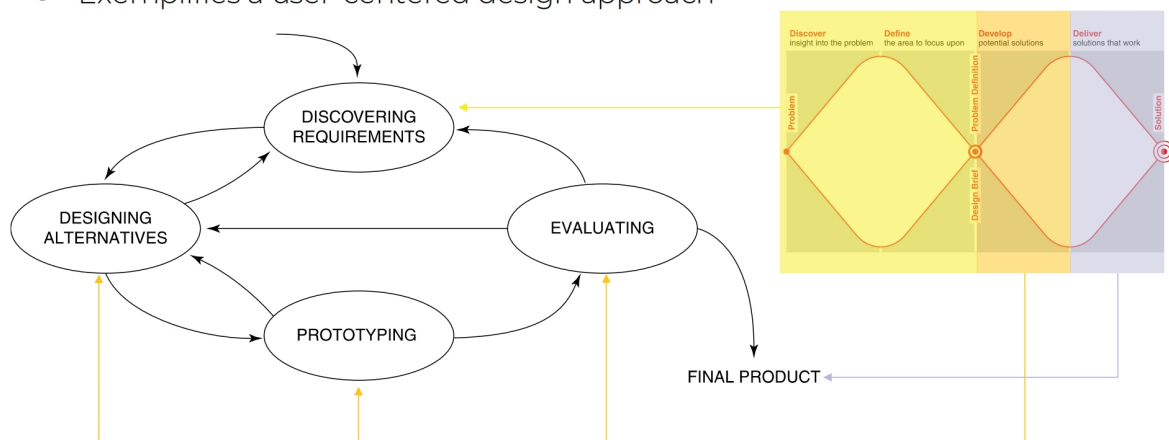 Exemplifies a user-centered design approach
DISCOVERING
REQUIREMENTS
DESIGNING
ALTERNATIVES
EVALUATING
PROTOTYPING
FINAL PRODUCT
Discover
insight into the problem
Define
the area to focus upon
Develop
potential solutions
Deliver
solutions that work
Problem
Problem Definition
Design Brief
Solution